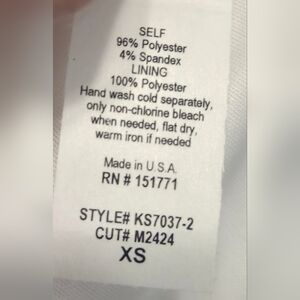 SELF
96% Polyester
4% Spandex
LINING
100% Polyester
Hand wash cold separately,
only non-chlorine bleach
when needed, flat dry,
warm iron if needed
Made in U.S.A.
RN # 151771
STYLE# KS7037-2
CUT# M2424
XS